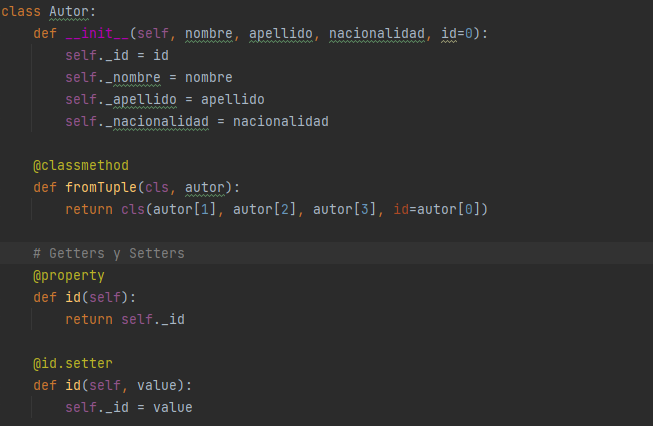 class Autor:
    def __init__(self, nombre, apellido, nacionalidad, id=0):
        self._id = id
        self._nombre = nombre
        self._apellido = apellido
        self._nacionalidad = nacionalidad

    @classmethod
    def fromTuple(cls, autor):
        return cls(autor[1], autor[2], autor[3], id=autor[0])

    # Getters y Setters
    @property
    def id(self):
        return self._id

    @id.setter
    def id(self, value):
        self._id = value